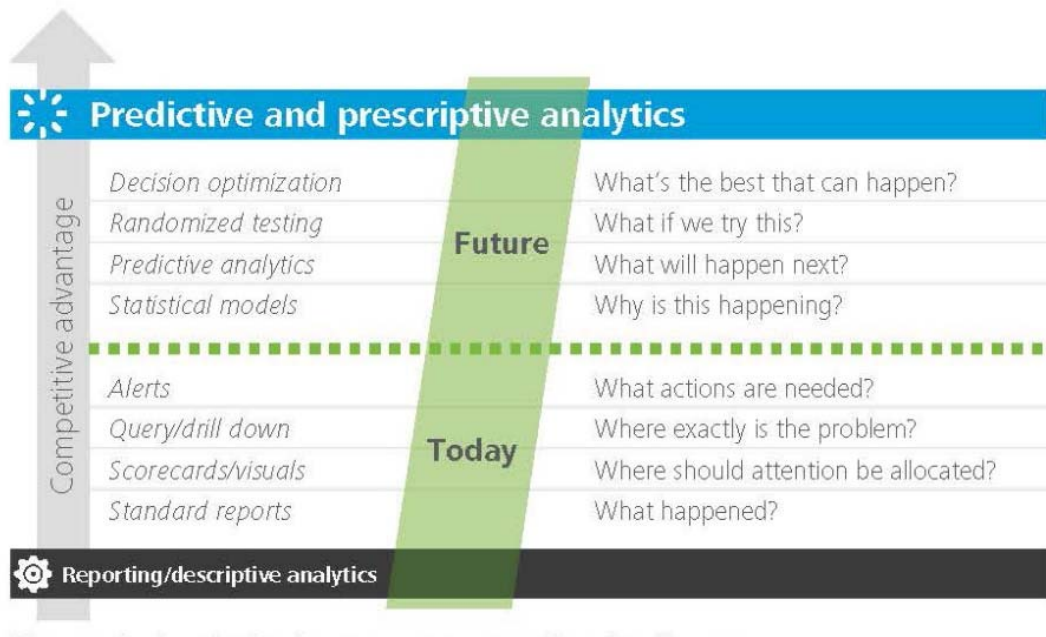 Predictive and prescriptive analytics
Competitive advantage
Decision optimization What's the best that can happen?
Randomized testing What if we try this?
Future
Predictive analytics What will happen next?
Statistical models Why is this happening?
Alerts What actions are needed?
Query/drill down Where exactly is the problem?
Today
Scorecards/visuals Where should attention be allocated?
Standard reports What happened?
Reporting/descriptive analytics